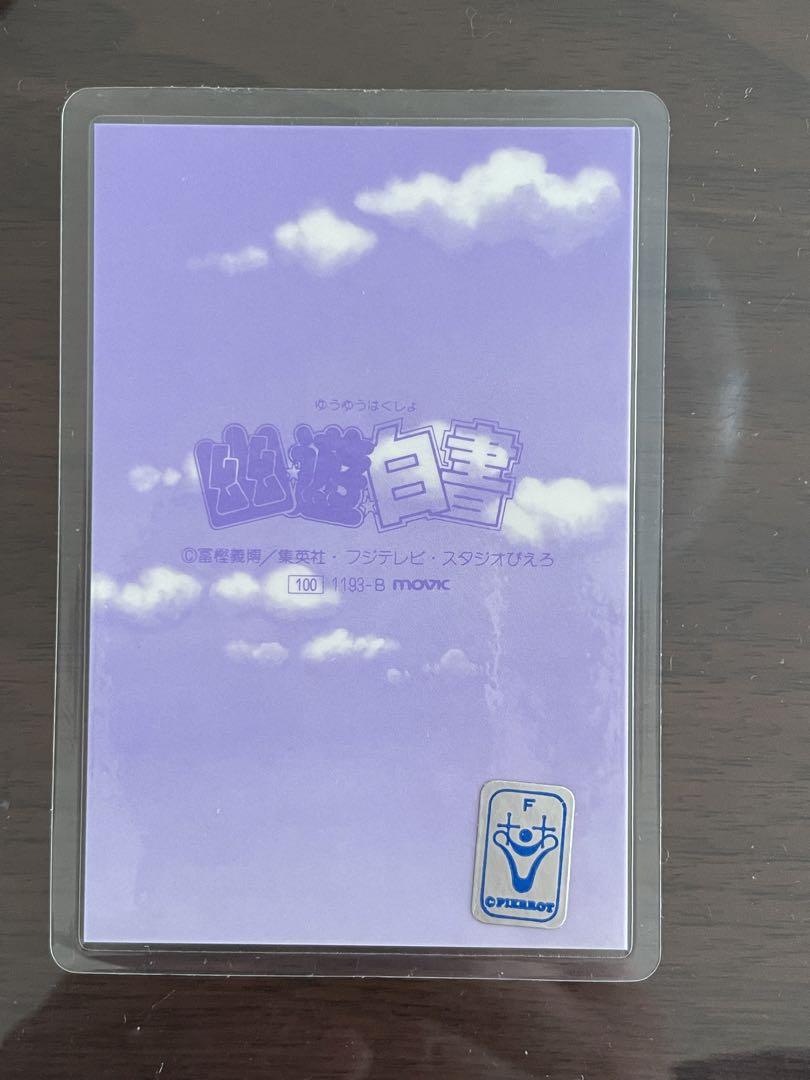 ゆうゆうはくしょ
幽遊白書
©冨樫義博／集英社・フジテレビ・スタジオぴえろ
100 1193-B movic
F
©PIERROT